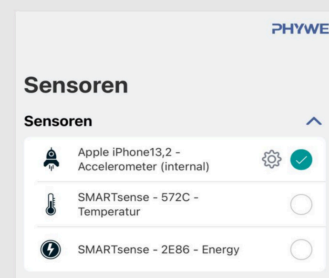 PHYWE
Sensoren
Sensoren
Apple iPhone13,2 -
Accelerometer (internal)
SMARTsense - 572C -
Temperatur
SMARTsense - 2E86 - Energy